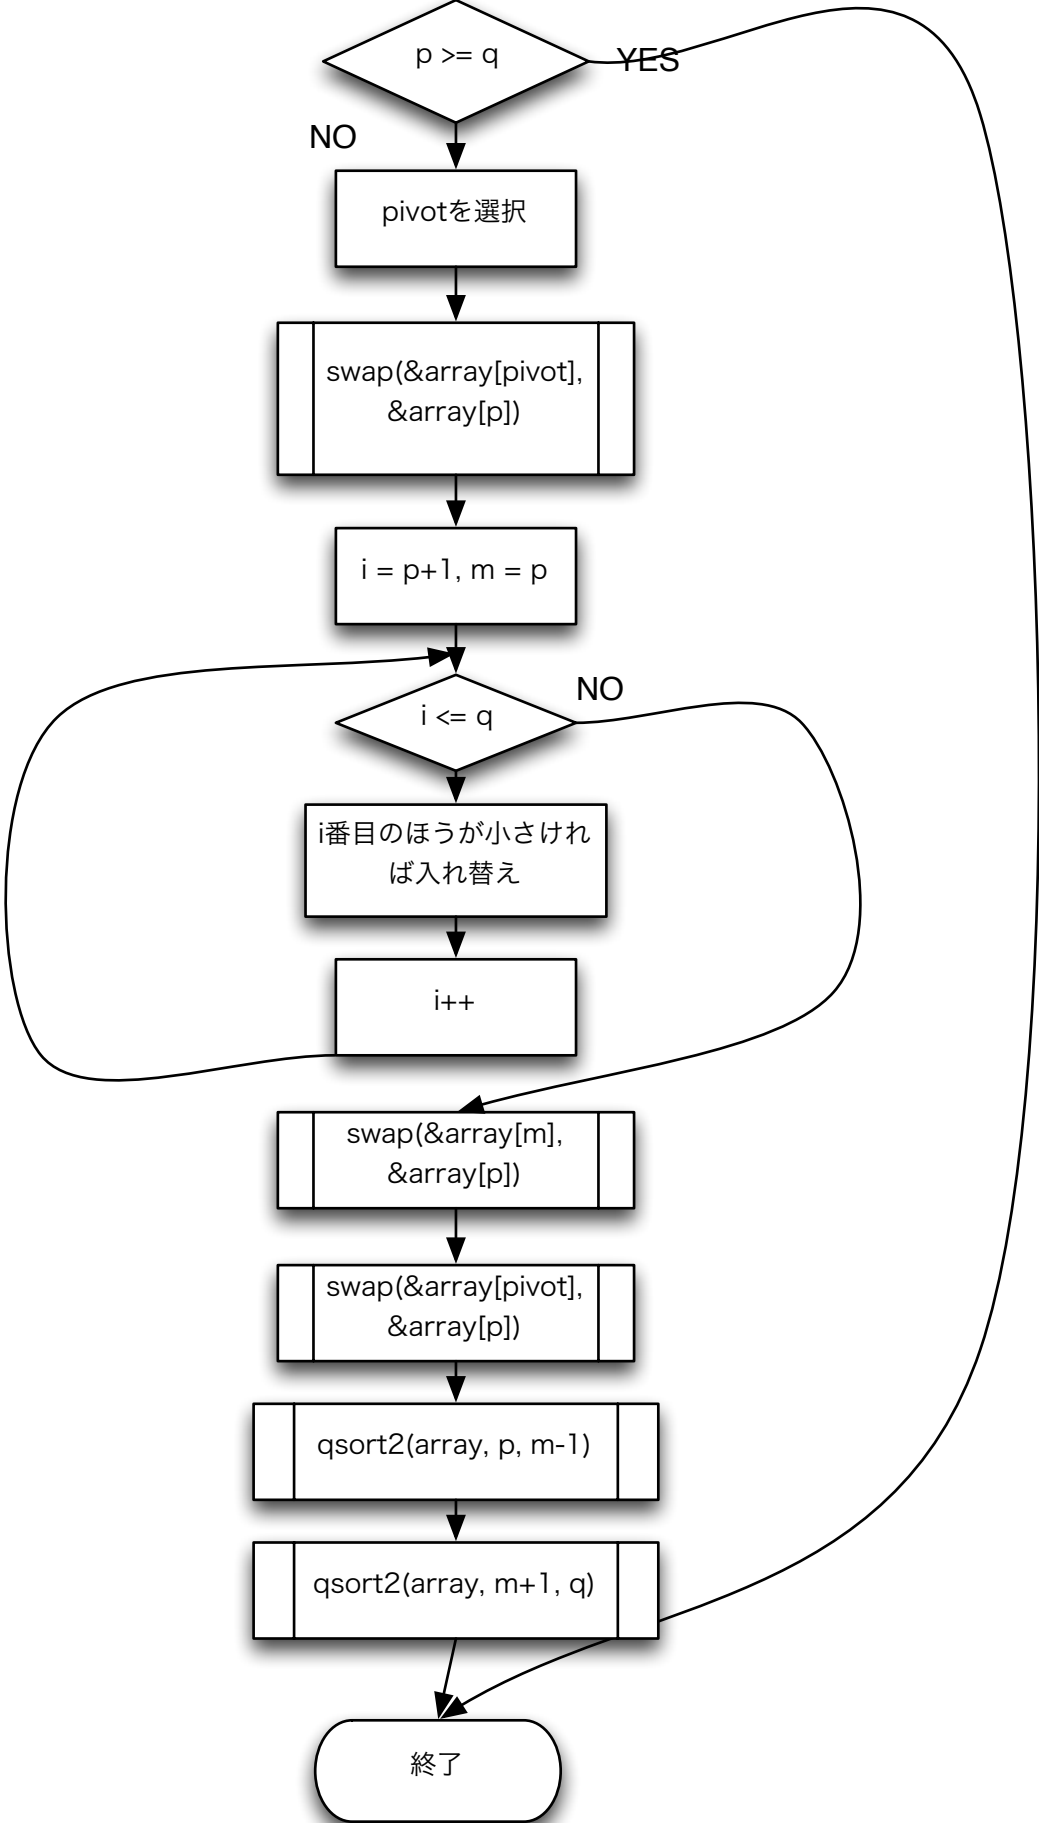 p >= q
YES
NO
pivotを選択
swap(&array[pivot],
&array[p])
i = p+1, m = p
i <= q
NO
i番目のほうが小さけれ
ば入れ替え
i++
swap(&array[m],
&array[p])
swap(&array[pivot],
&array[p])
qsort2(array, p, m-1)
qsort2(array, m+1, q)
終了